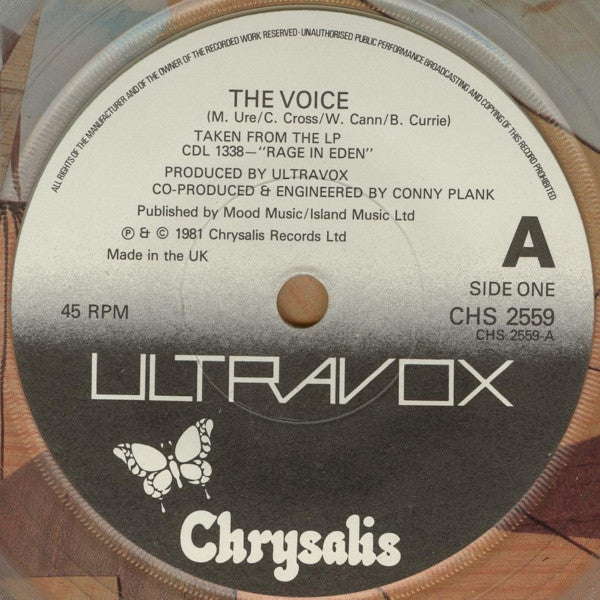 ALL RIGHTS OF THE MANUFACTURER AND OF THE OWNER OF THE RECORDED WORK RESERVED · UNAUTHORISED PUBLIC PERFORMANCE BROADCASTING AND COPYING OF THIS RECORD PROHIBITED
THE VOICE
(M. Ure/C. Cross/W. Cann/B. Currie)
TAKEN FROM THE LP
CDL 1338—"RAGE IN EDEN"
PRODUCED BY ULTRAVOX
CO-PRODUCED & ENGINEERED BY CONNY PLANK
Published by Mood Music/Island Music Ltd
℗ & © 1981 Chrysalis Records Ltd
Made in the UK
A
SIDE ONE
45 RPM
CHS 2559
CHS 2559-A
ULTRAVOX
Chrysalis